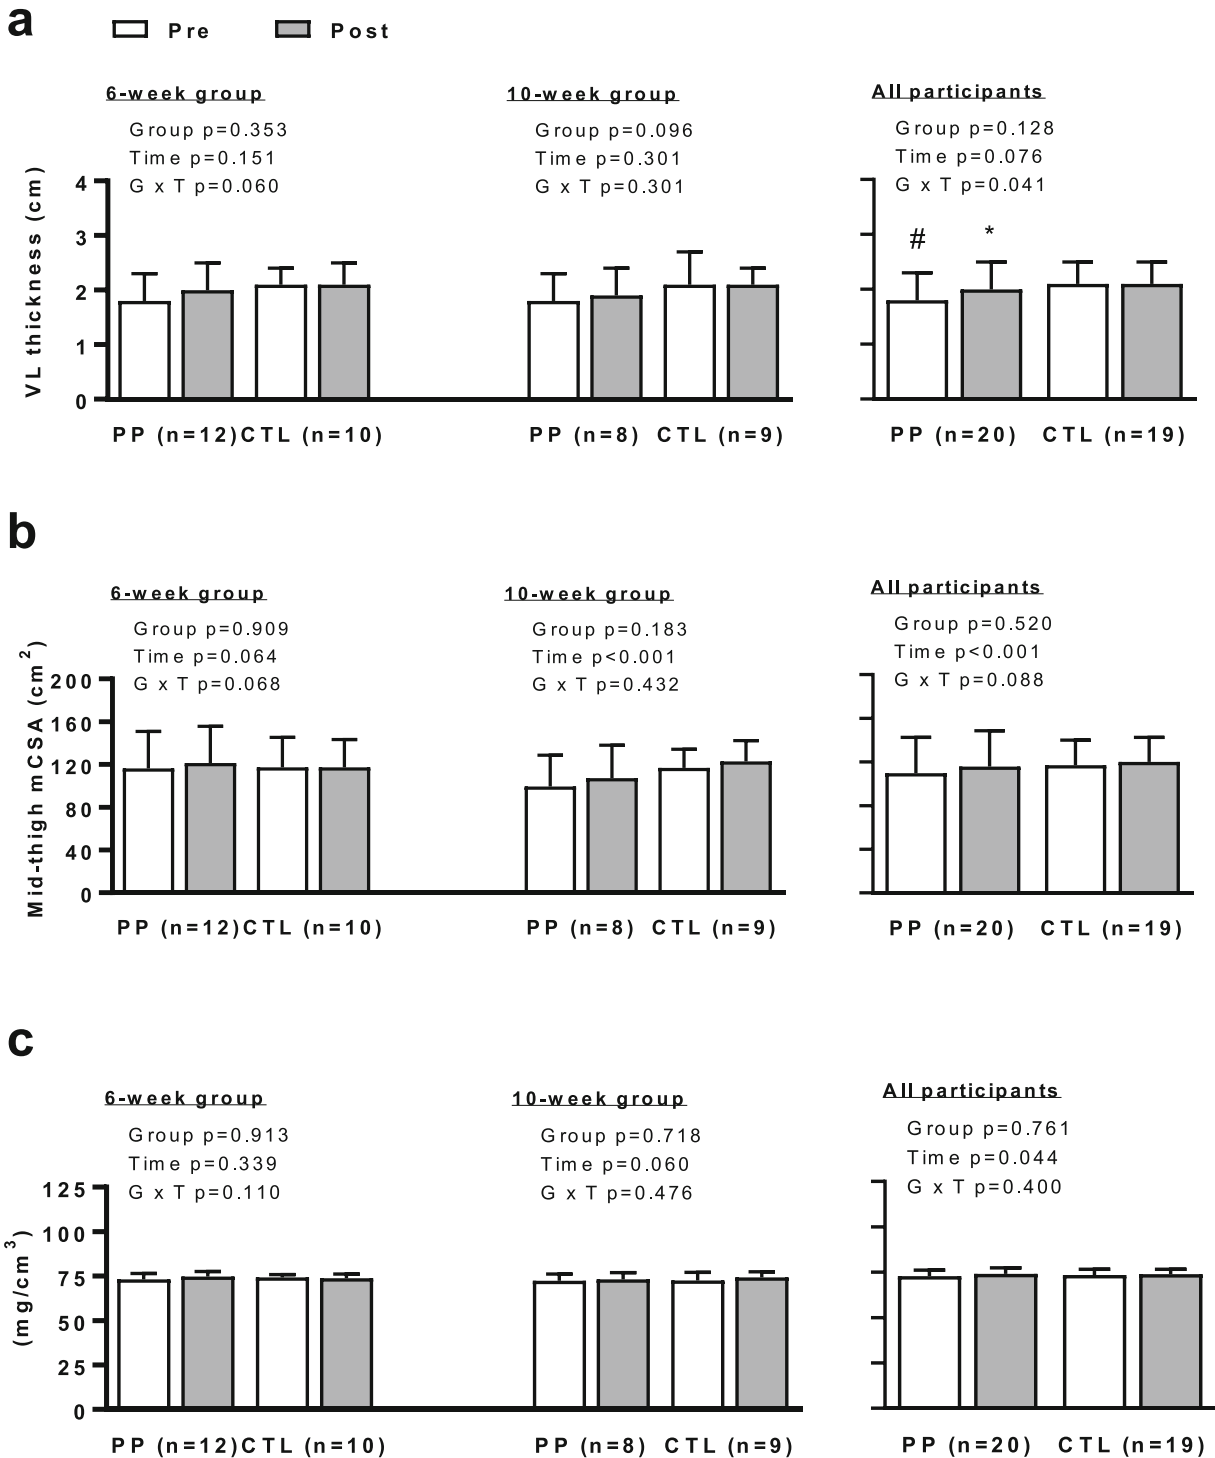 a
Pre Post
6-week group
Group p=0.353
Time p=0.151
G x T p=0.060
10-week group
Group p=0.096
Time p=0.301
G x T p=0.301
All participants
Group p=0.128
Time p=0.076
G x T p=0.041
VL thickness (cm)
4
3
2
1
0
# *
PP (n=12) CTL (n=10)
PP (n=8) CTL (n=9)
PP (n=20) CTL (n=19)
b
6-week group
Group p=0.909
Time p=0.064
G x T p=0.068
10-week group
Group p=0.183
Time p<0.001
G x T p=0.432
All participants
Group p=0.520
Time p<0.001
G x T p=0.088
Mid-thigh mCSA (cm²)
200
160
120
80
40
0
PP (n=12) CTL (n=10)
PP (n=8) CTL (n=9)
PP (n=20) CTL (n=19)
c
6-week group
Group p=0.913
Time p=0.339
G x T p=0.110
10-week group
Group p=0.718
Time p=0.060
G x T p=0.476
All participants
Group p=0.761
Time p=0.044
G x T p=0.400
(mg/cm³)
125
100
75
50
25
0
PP (n=12) CTL (n=10)
PP (n=8) CTL (n=9)
PP (n=20) CTL (n=19)